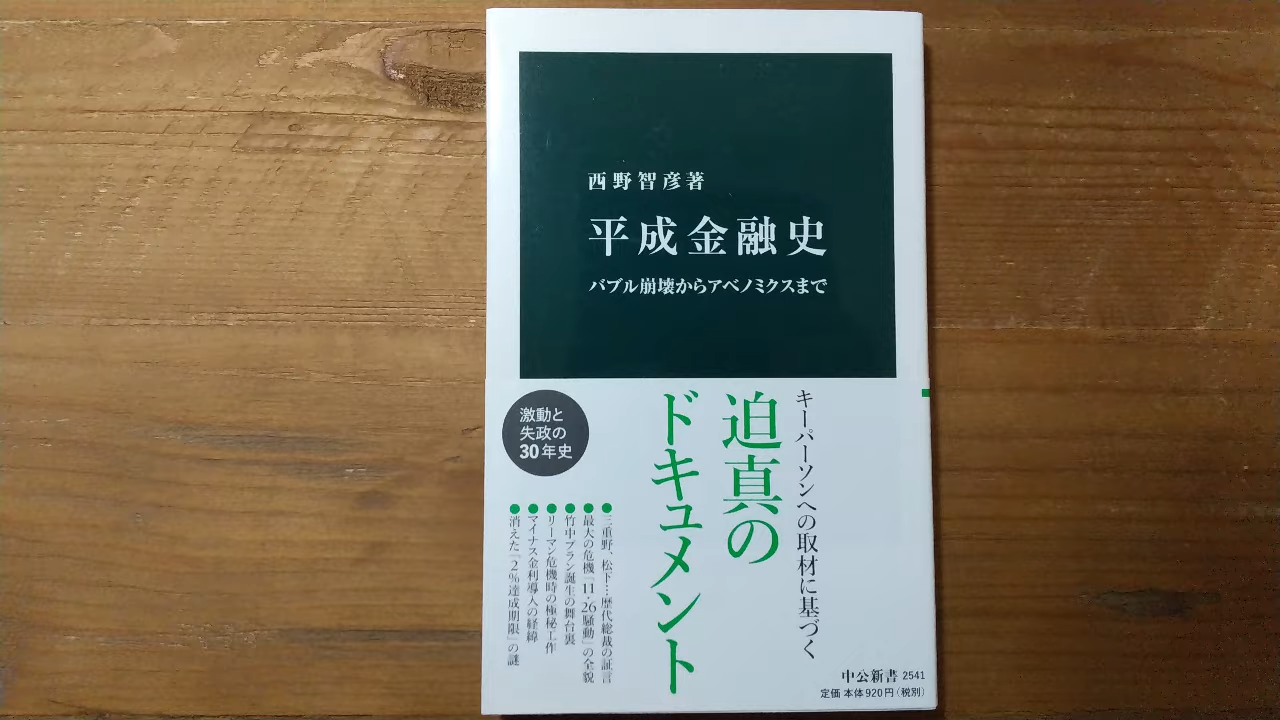 西野智彦著
平成金融史
バブル崩壊からアベノミクスまで
キーパーソンへの取材に基づく
迫真の
ドキュメント
激動と
失政の
30年史
●三重野、松下…歴代総裁の証言
●最大の危機「11・26騒動」の全貌
●竹中プラン誕生の舞台裏
●リーマン危機時の極秘工作
●マイナス金利導入の経緯
●消えた「2%達成期限」の謎
中公新書 2541
定価 本体920円(税別)